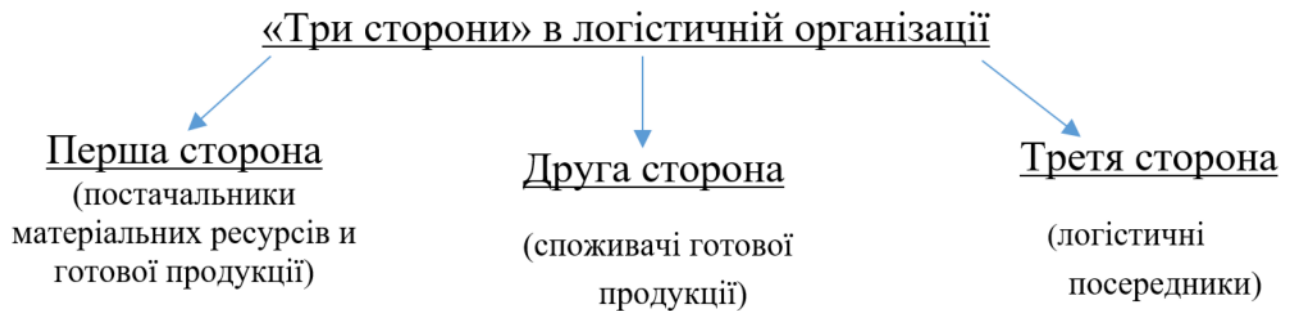 «Три сторони» в логістичній організації
Перша сторона
(постачальники
матеріальних ресурсів и
готової продукції)
Друга сторона
(споживачі готової
продукції)
Третя сторона
(логістичні
посередники)